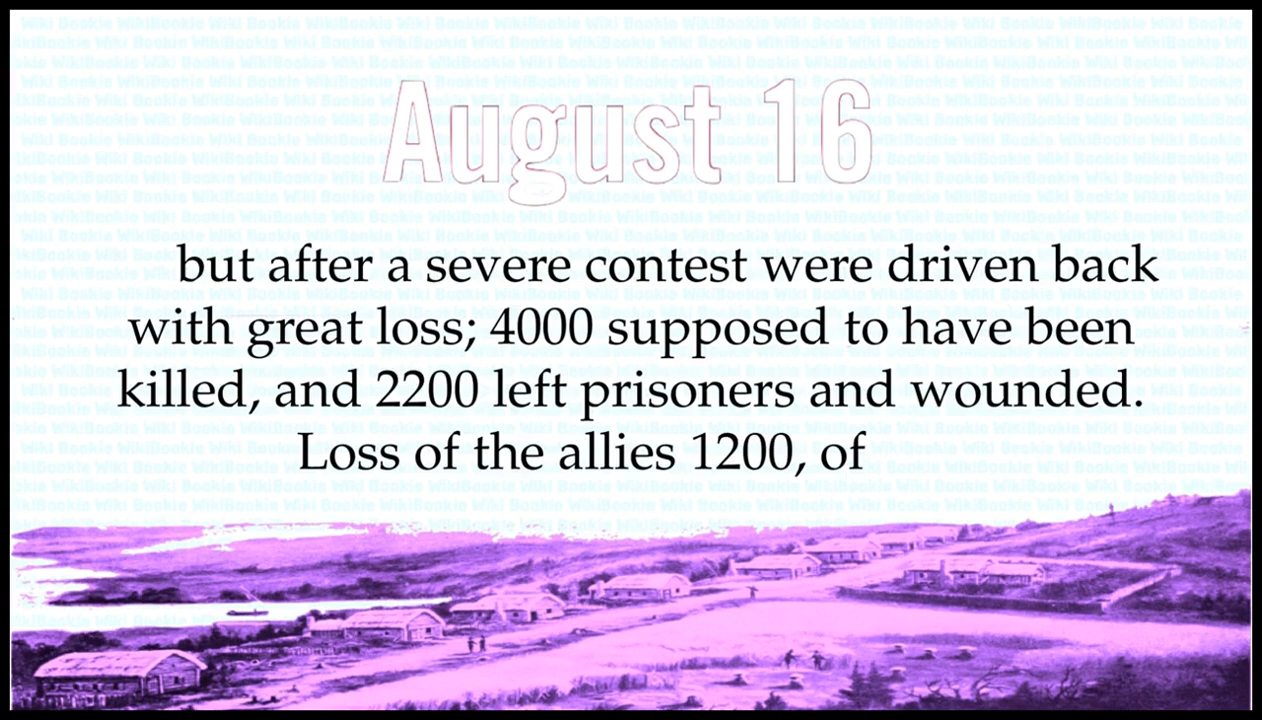 August 16
but after a severe contest were driven back
with great loss; 4000 supposed to have been
killed, and 2200 left prisoners and wounded.
Loss of the allies 1200, of